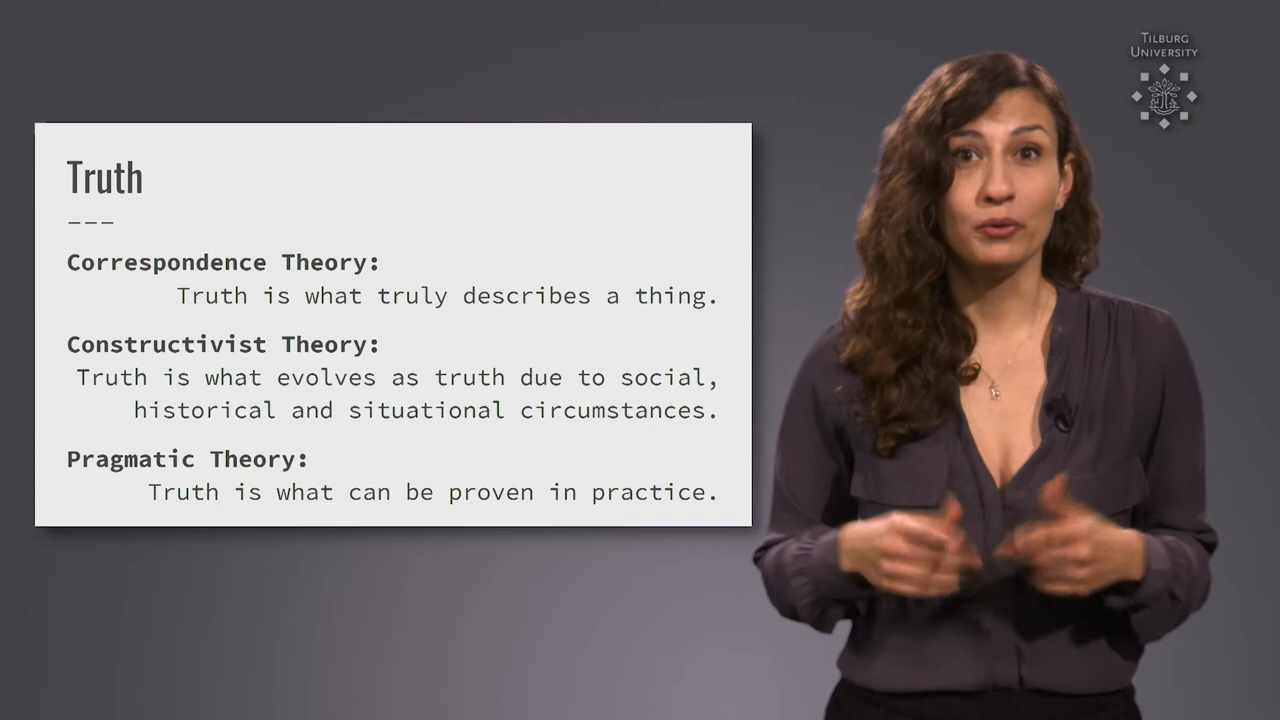 TILBURG
UNIVERSITY
Truth
---
Correspondence Theory:
Truth is what truly describes a thing.
Constructivist Theory:
Truth is what evolves as truth due to social,
historical and situational circumstances.
Pragmatic Theory:
Truth is what can be proven in practice.